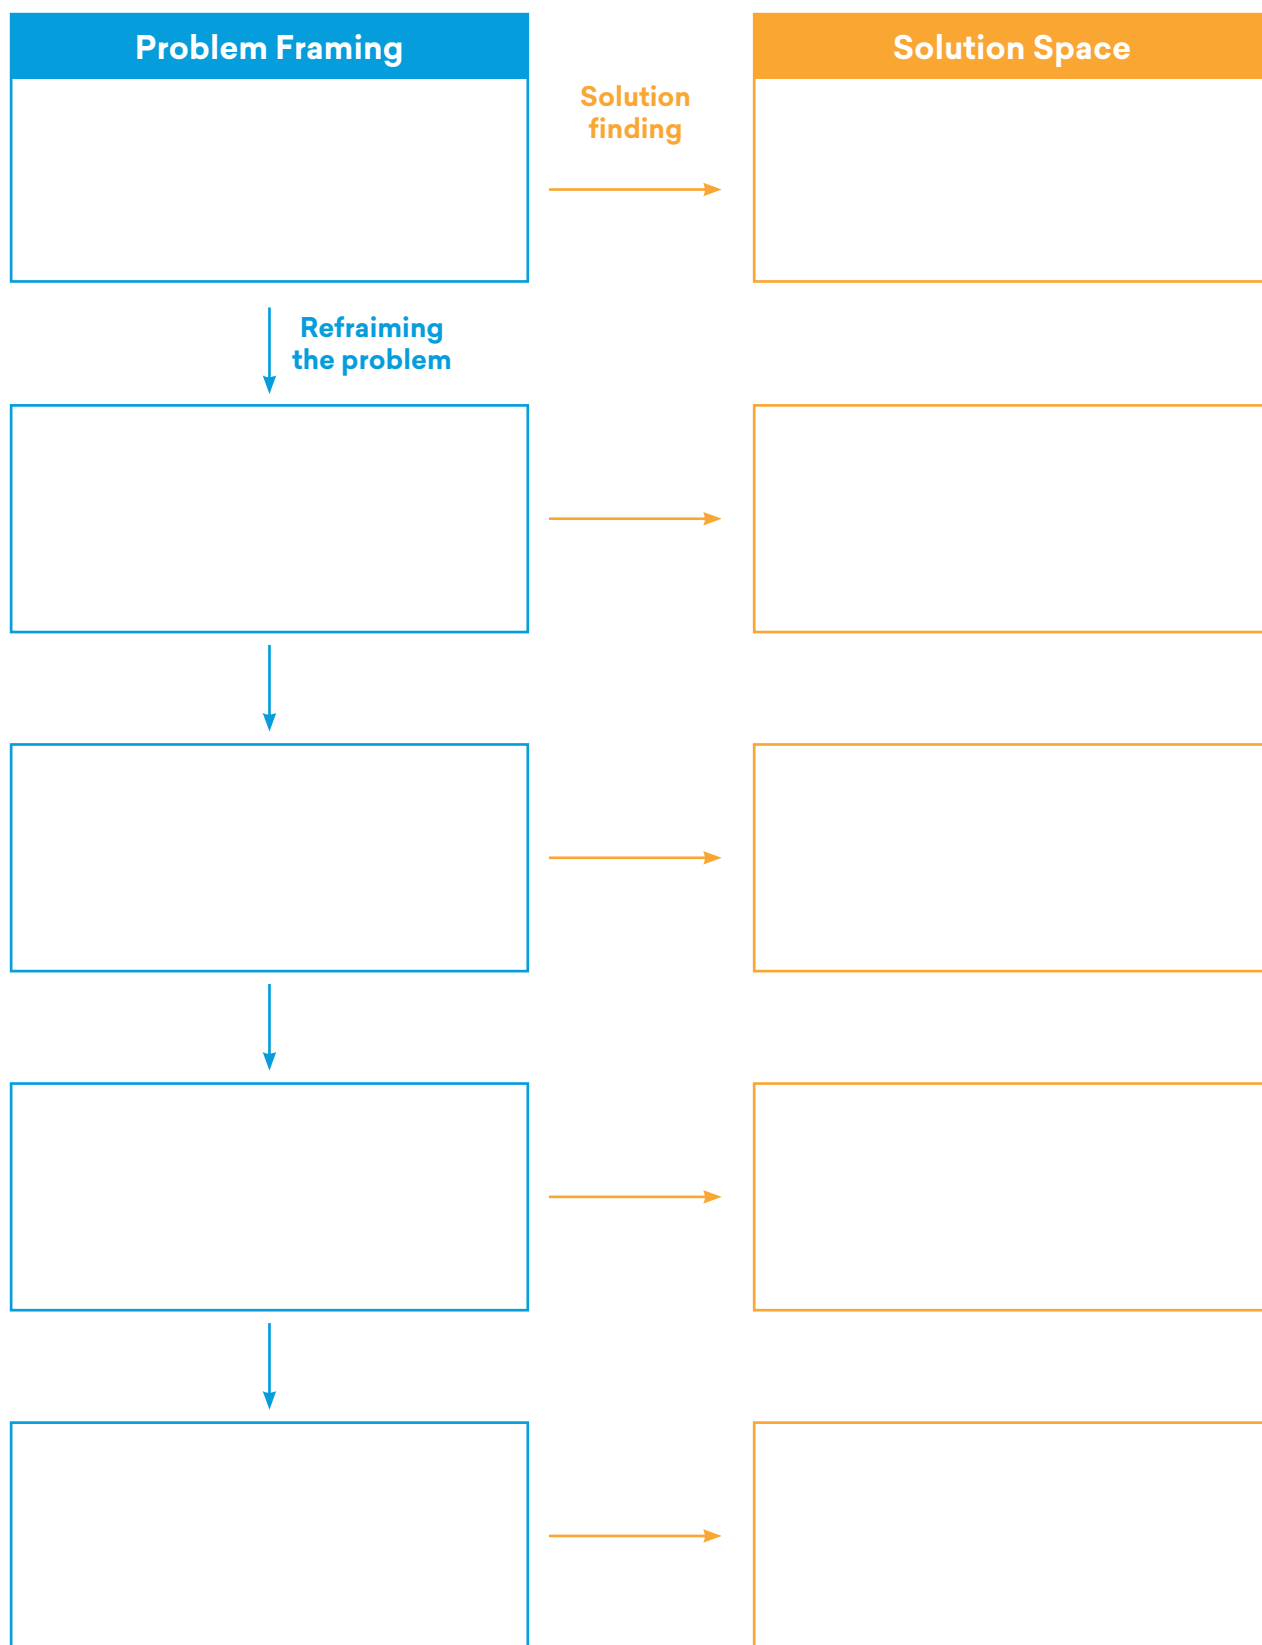 Problem Framing
Solution Space
Solution
finding
Refraiming
the problem